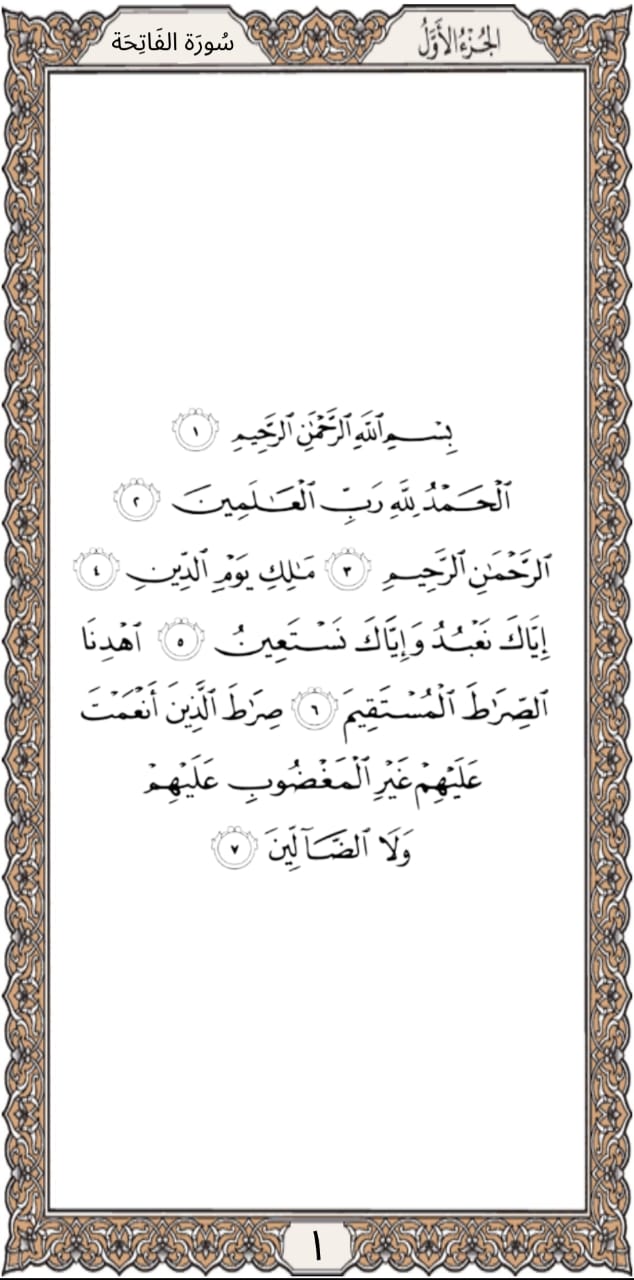 الجُزْءُ الأَوَّلُ
سُورَة الفَاتِحَة
بِسْمِ ٱللَّهِ ٱلرَّحْمَٰنِ ٱلرَّحِيمِ ١
ٱلْحَمْدُ لِلَّهِ رَبِّ ٱلْعَٰلَمِينَ ٢
ٱلرَّحْمَٰنِ ٱلرَّحِيمِ ٣ مَٰلِكِ يَوْمِ ٱلدِّينِ ٤
إِيَّاكَ نَعْبُدُ وَإِيَّاكَ نَسْتَعِينُ ٥ ٱهْدِنَا
ٱلصِّرَٰطَ ٱلْمُسْتَقِيمَ ٦ صِرَٰطَ ٱلَّذِينَ أَنْعَمْتَ
عَلَيْهِمْ غَيْرِ ٱلْمَغْضُوبِ عَلَيْهِمْ
وَلَا ٱلضَّآلِّينَ ٧
١